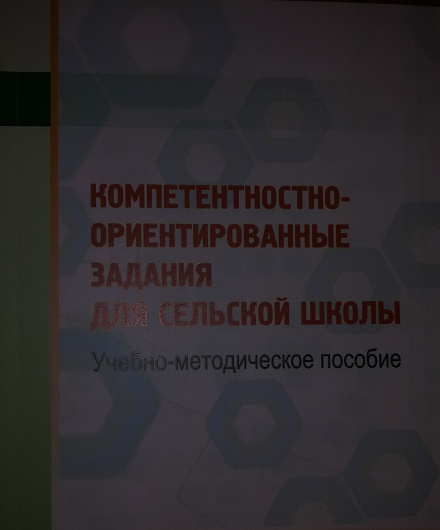 КОМПЕТЕНТНОСТНО-
ОРИЕНТИРОВАННЫЕ
ЗАДАНИЯ
ДЛЯ СЕЛЬСКОЙ ШКОЛЫ
Учебно-методическое пособие